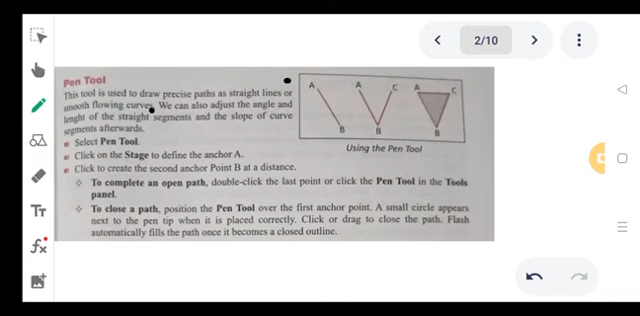 2/10
Pen Tool
This tool is used to draw precise paths as straight lines or
smooth flowing curves. We can also adjust the angle and
lenght of the straight segments and the slope of curve
segments afterwards.
Select Pen Tool.
Click on the Stage to define the anchor A.
Click to create the second anchor Point B at a distance.
To complete an open path, double-click the last point or click the Pen Tool in the Tools
panel.
To close a path, position the Pen Tool over the first anchor point. A small circle appears
next to the pen tip when it is placed correctly. Click or drag to close the path. Flash
automatically fills the path once it becomes a closed outline.
A A C A C
B B B
Using the Pen Tool
TT
fx